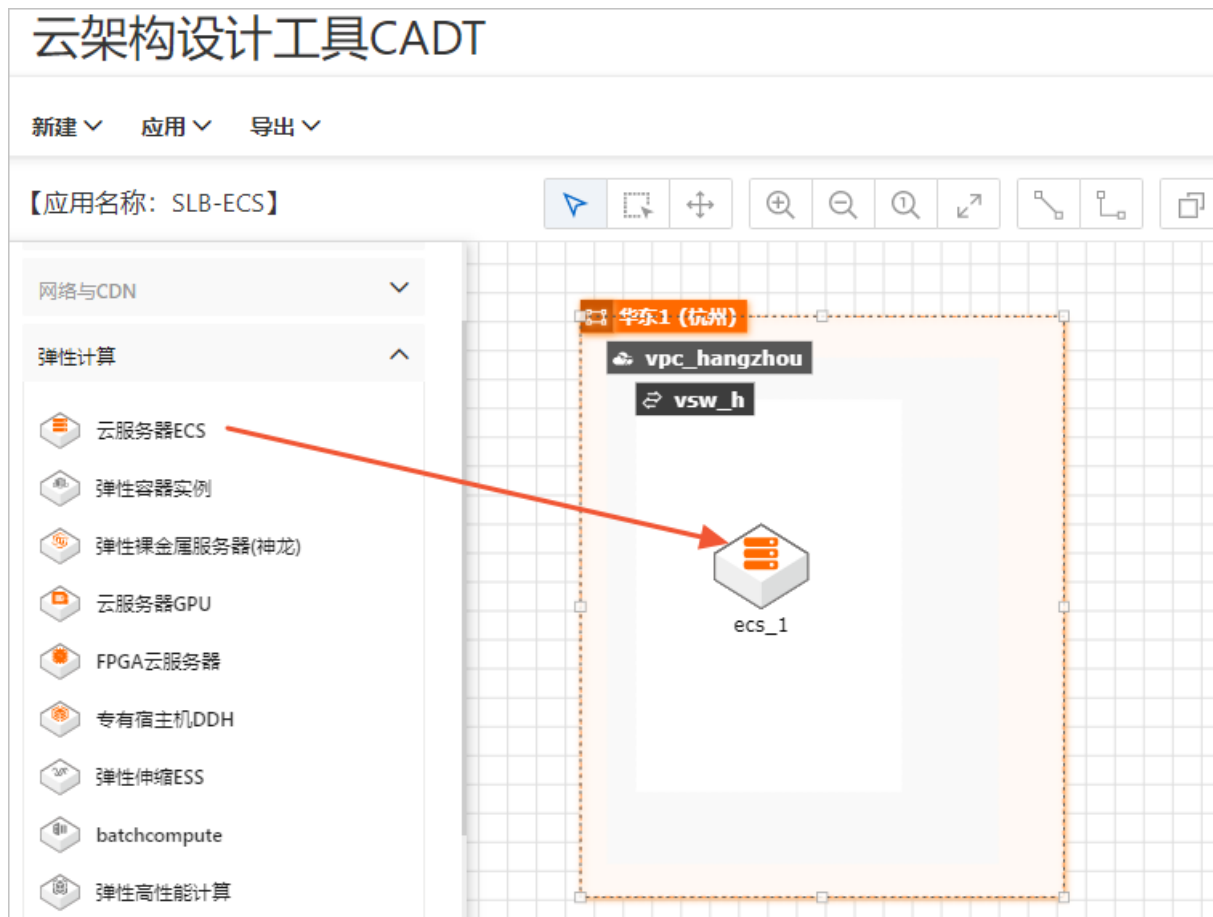 云架构设计工具CADT
新建 应用 导出
【应用名称：SLB-ECS】
网络与CDN
弹性计算
云服务器ECS
弹性容器实例
弹性裸金属服务器(神龙)
云服务器GPU
FPGA云服务器
专有宿主机DDH
弹性伸缩ESS
batchcompute
弹性高性能计算
华东1 (杭州)
vpc_hangzhou
vsw_h
ecs_1